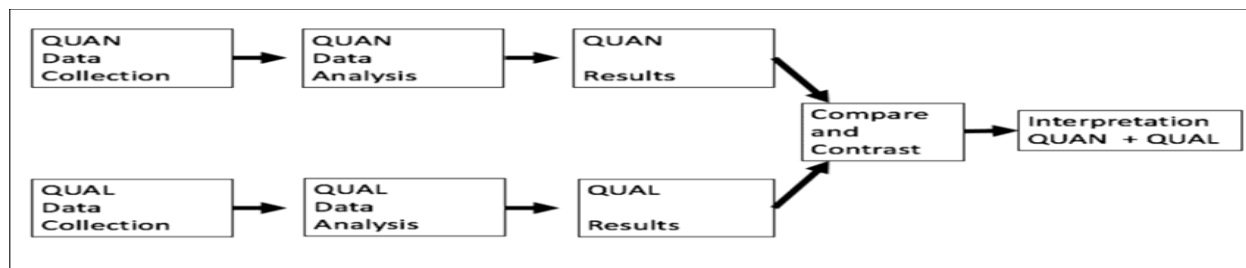 QUAN
Data
Collection
QUAN
Data
Analysis
QUAN
Results
Compare
and
Contrast
Interpretation
QUAN + QUAL
QUAL
Data
Collection
QUAL
Data
Analysis
QUAL
Results